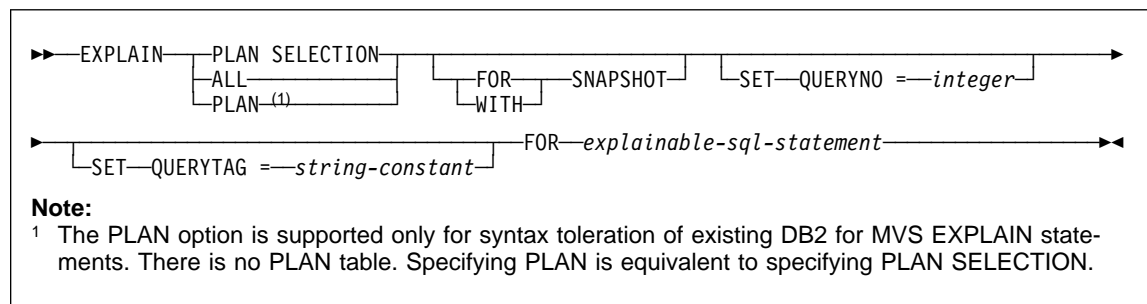 EXPLAIN PLAN SELECTION
ALL FOR SNAPSHOT SET QUERYNO = integer
PLAN (1) WITH
SET QUERYTAG = string-constant FOR explainable-sql-statement
Note:
1 The PLAN option is supported only for syntax toleration of existing DB2 for MVS EXPLAIN state-
ments. There is no PLAN table. Specifying PLAN is equivalent to specifying PLAN SELECTION.